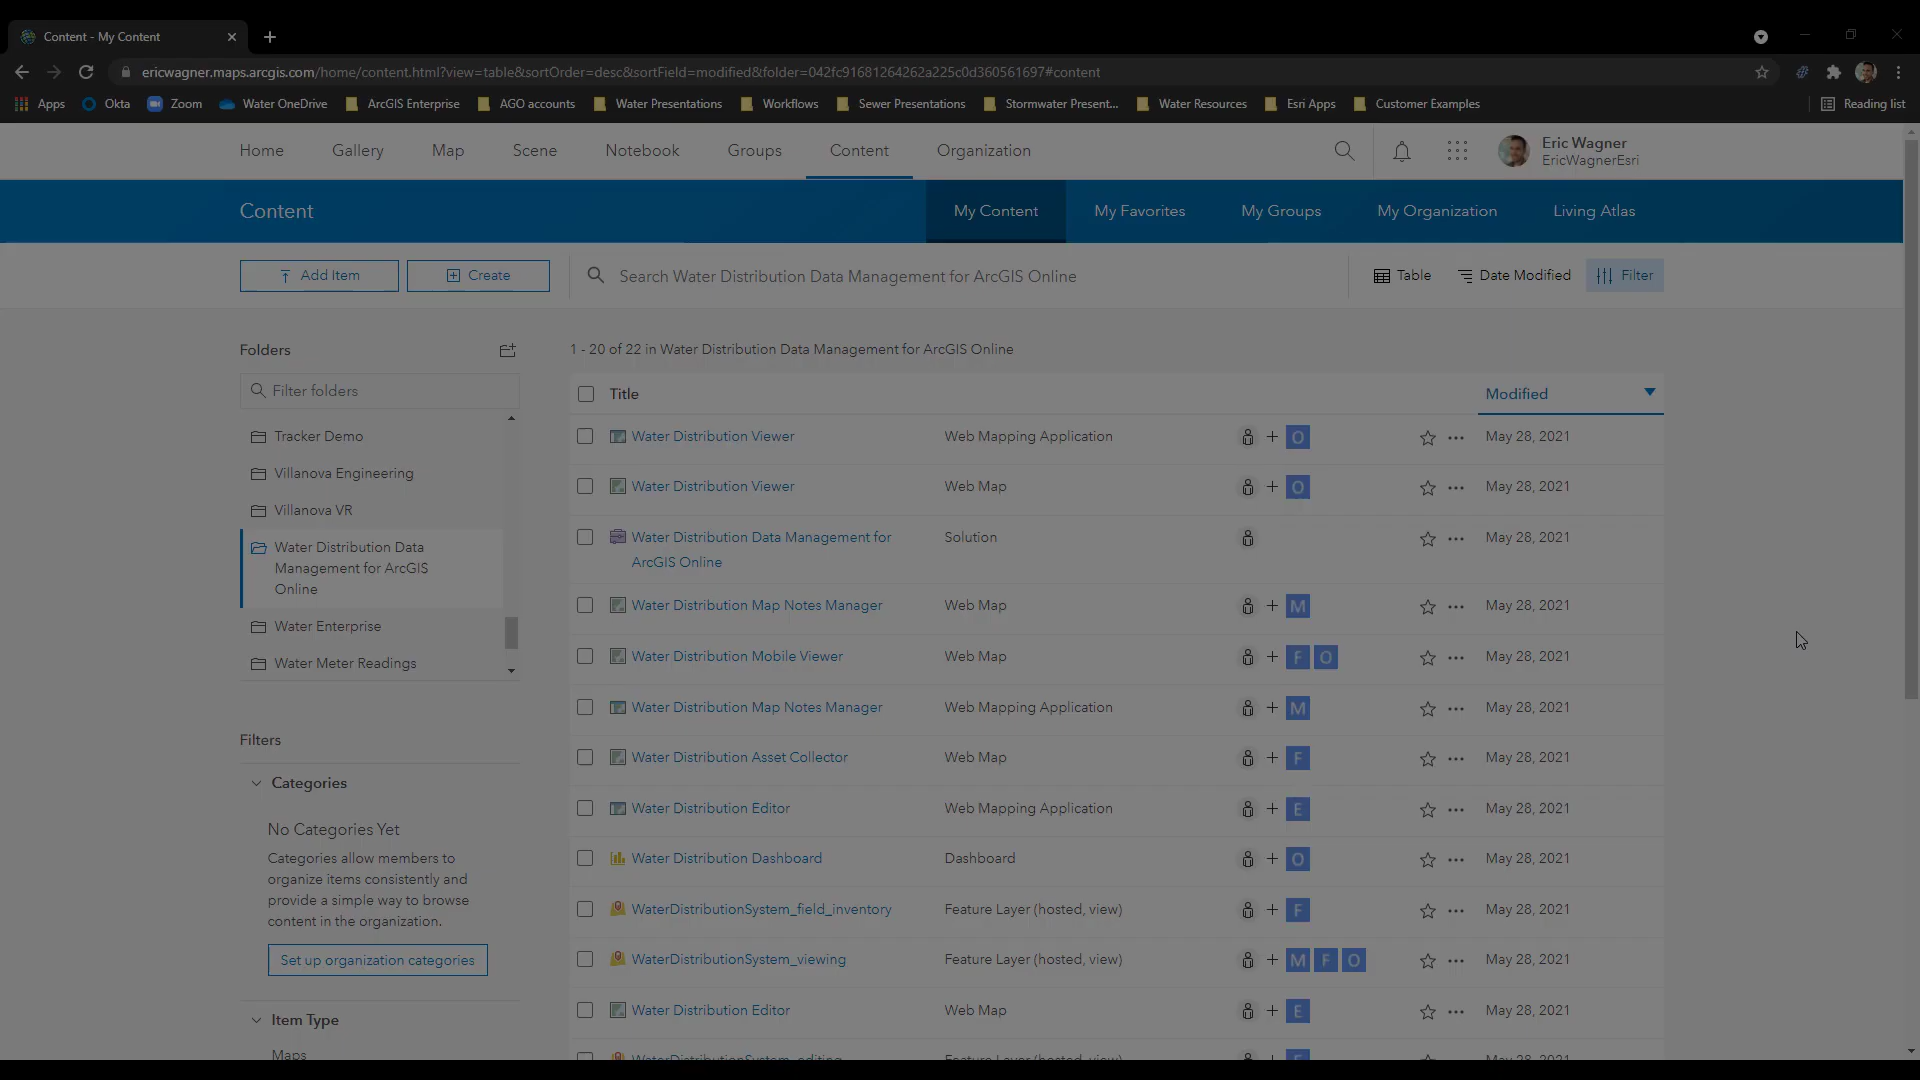 Content - My Content
ericwagner.maps.arcgis.com/home/content.html?view=table&sortOrder=desc&sortField=modified&folder=042fc91681264262a225c0d360561697#content
Apps Okta Zoom Water OneDrive ArcGIS Enterprise AGO accounts Water Presentations Workflows Sewer Presentations Stormwater Present... Water Resources Esri Apps Customer Examples Reading list
Home Gallery Map Scene Notebook Groups Content Organization
Eric Wagner
EricWagnerEsri
Content
My Content My Favorites My Groups My Organization Living Atlas
Add Item Create Search Water Distribution Data Management for ArcGIS Online Table Date Modified Filter
Folders
Filter folders
Tracker Demo
Villanova Engineering
Villanova VR
Water Distribution Data
Management for ArcGIS
Online
Water Enterprise
Water Meter Readings
Filters
Categories
No Categories Yet
Categories allow members to
organize items consistently and
provide a simple way to browse
content in the organization.
Set up organization categories
Item Type
Maps
1 - 20 of 22 in Water Distribution Data Management for ArcGIS Online
Title Modified
Water Distribution Viewer Web Mapping Application + O May 28, 2021
Water Distribution Viewer Web Map + O May 28, 2021
Water Distribution Data Management for
ArcGIS Online Solution May 28, 2021
Water Distribution Map Notes Manager Web Map + M May 28, 2021
Water Distribution Mobile Viewer Web Map + F O May 28, 2021
Water Distribution Map Notes Manager Web Mapping Application + M May 28, 2021
Water Distribution Asset Collector Web Map + F May 28, 2021
Water Distribution Editor Web Mapping Application + E May 28, 2021
Water Distribution Dashboard Dashboard + O May 28, 2021
WaterDistributionSystem_field_inventory Feature Layer (hosted, view) + F May 28, 2021
WaterDistributionSystem_viewing Feature Layer (hosted, view) + M F O May 28, 2021
Water Distribution Editor Web Map + E May 28, 2021
WaterDistributionSystem_editing Feature Layer (hosted, view) + E May 28, 2021